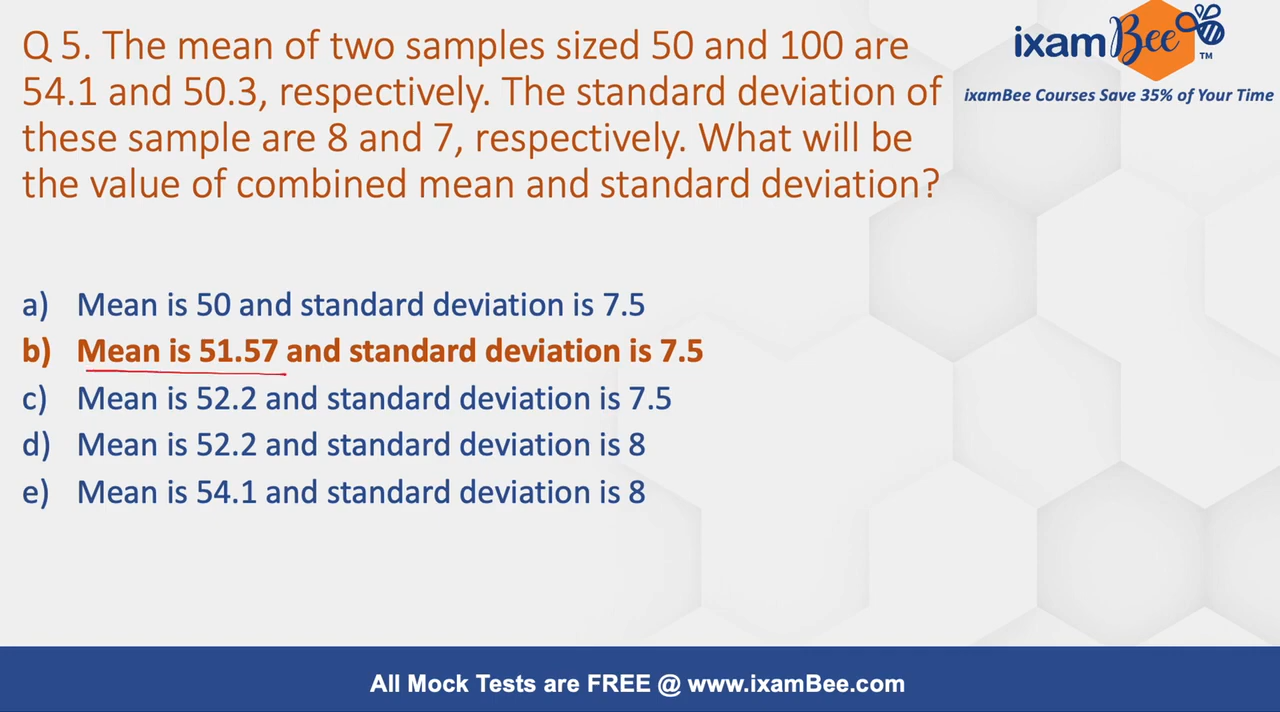 Q 5. The mean of two samples sized 50 and 100 are
54.1 and 50.3, respectively. The standard deviation of
these sample are 8 and 7, respectively. What will be
the value of combined mean and standard deviation?
ixamBee TM
ixamBee Courses Save 35% of Your Time
a) Mean is 50 and standard deviation is 7.5
b) Mean is 51.57 and standard deviation is 7.5
c) Mean is 52.2 and standard deviation is 7.5
d) Mean is 52.2 and standard deviation is 8
e) Mean is 54.1 and standard deviation is 8
All Mock Tests are FREE @ www.ixamBee.com